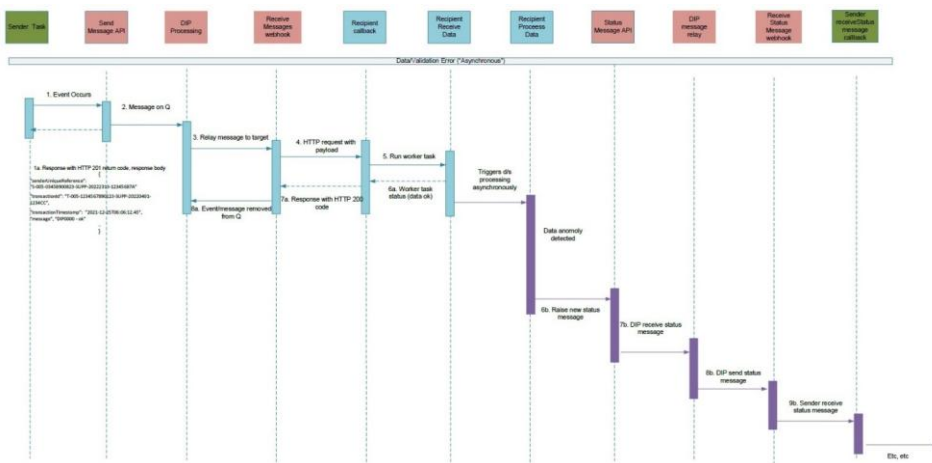 Sender Task
Send
Message API
DIP
Processing
Receive
Messages
webhook
Recipient
callback
Recipient
Receive
Data
Recipient
Proceess
Data
Status
Message API
DIP
message
relay
Receive
Status
Message
webhook
Sender
receiveStatus
message
callback
Data/Validation Error ("Asynchronous")
1. Event Occurs
2. Message on Q
3. Relay message to target
4. HTTP request with
payload
5. Run worker task
1a. Response with HTTP 201 return code, response body
{
"senderUniqueReference":
"transactionId":
"transactionTimestamp":
"message",
}
8a. Event/message removed
from Q
7a. Response with HTTP 200
code
6a. Worker task
status (data ok)
Triggers d/s
processing
asynchronously
Data anomoly
detected
6b. Raise new status
message
7b. DIP receive status
message
8b. DIP send status
message
9b. Sender receive
status message
Etc, etc